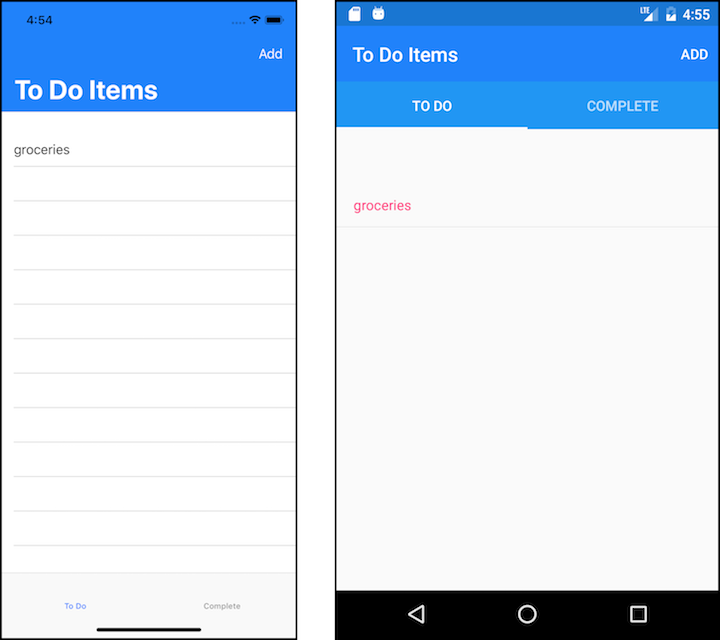 4:54
Add
To Do Items
groceries
To Do
Complete
LTE
4:55
To Do Items
ADD
TO DO
COMPLETE
groceries